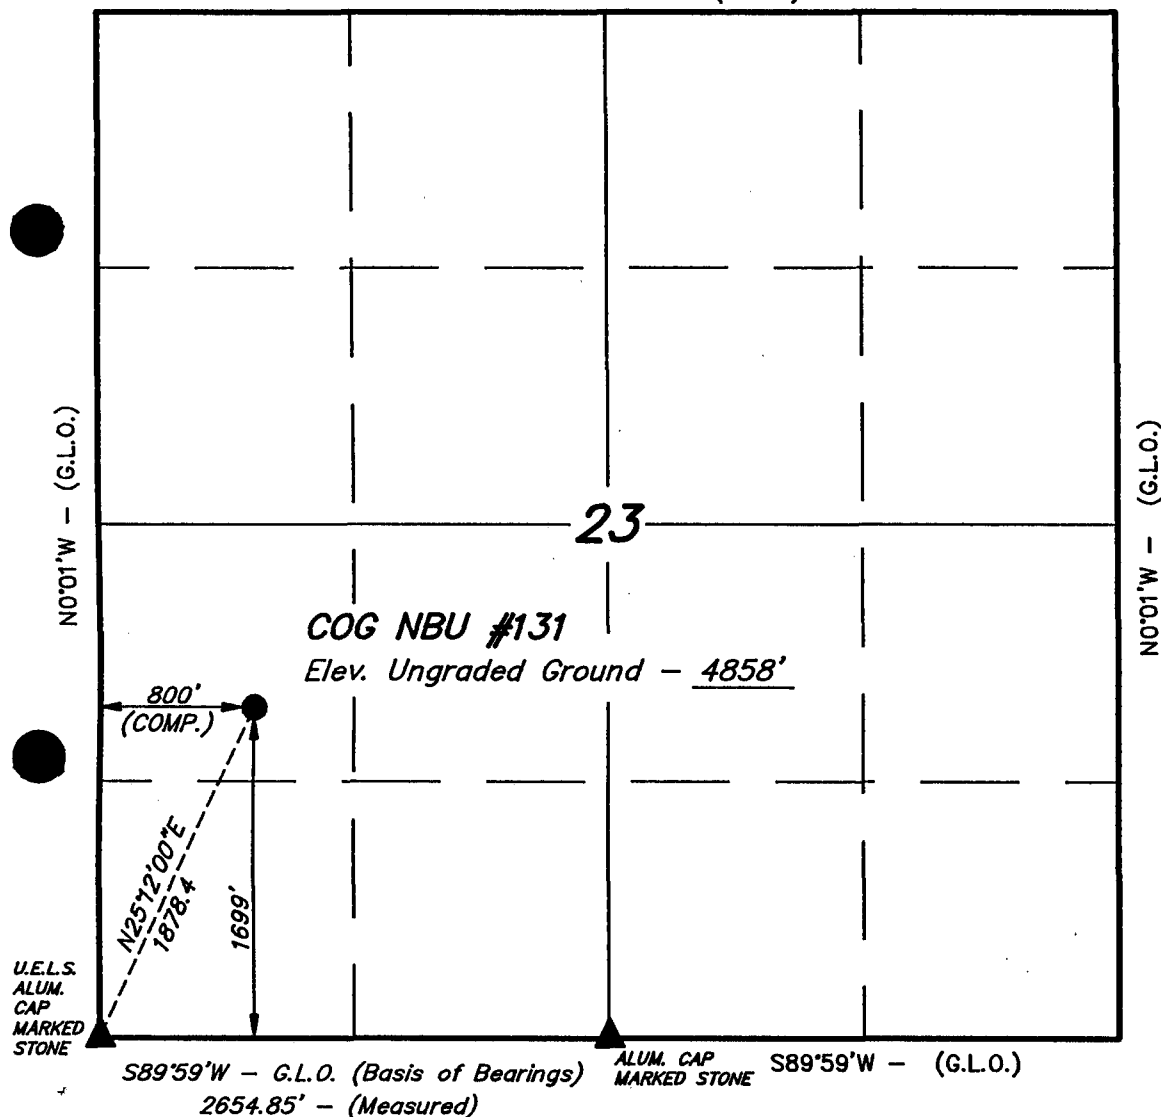 N0°01'W - (G.L.O.)
N0°01'W - (G.L.O.)
23
COG NBU #131
Elev. Ungraded Ground - 4858'
800'
(COMP.)
N25°12'00"E
1878.4
1699'
U.E.L.S.
ALUM.
CAP
MARKED
STONE
ALUM. CAP
MARKED STONE
S89°59'W - (G.L.O.)
S89°59'W - G.L.O. (Basis of Bearings)
2654.85' - (Measured)